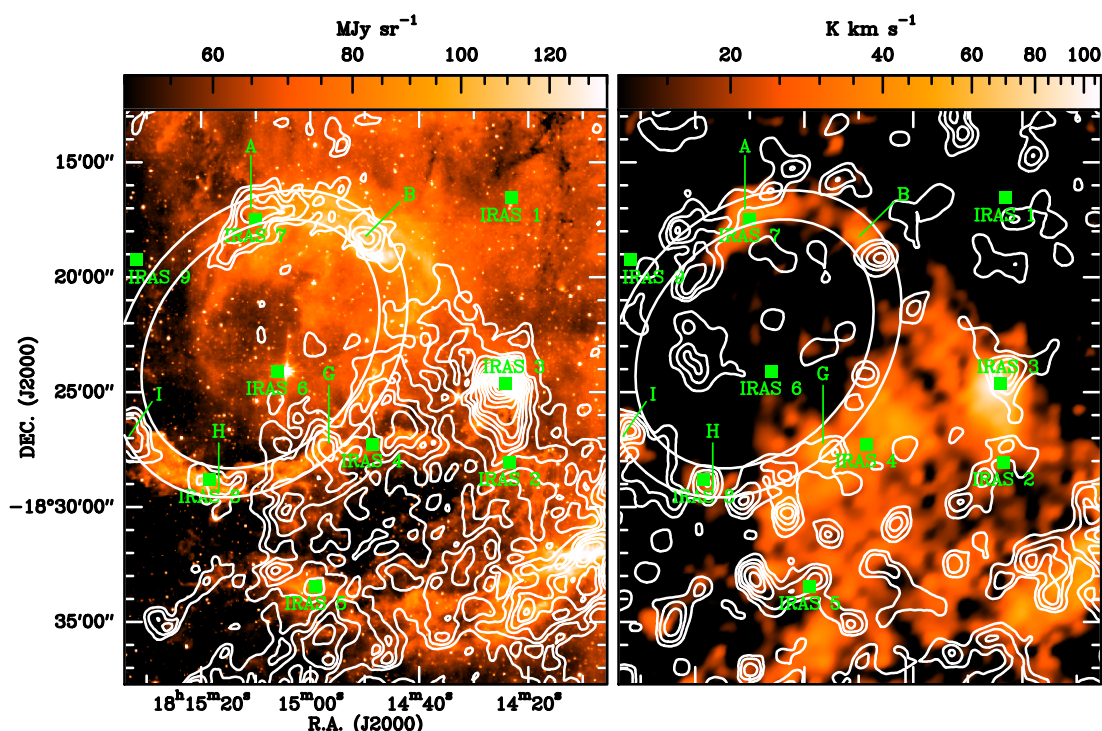 MJy sr⁻¹
K km s⁻¹
60 80 100 120
20 40 60 80 100
15′00″
20′00″
25′00″
−18°30′00″
35′00″
DEC. (J2000)
A
B
IRAS 1
IRAS 7
IRAS 9
IRAS 3
IRAS 6
G
I
H
IRAS 4
IRAS 2
IRAS 8
IRAS 5
A
B
IRAS 1
IRAS 7
IRAS 9
IRAS 3
IRAS 6
G
I
H
IRAS 4
IRAS 2
IRAS 8
IRAS 5
18ʰ15ᵐ20ˢ 15ᵐ00ˢ 14ᵐ40ˢ 14ᵐ20ˢ
R.A. (J2000)